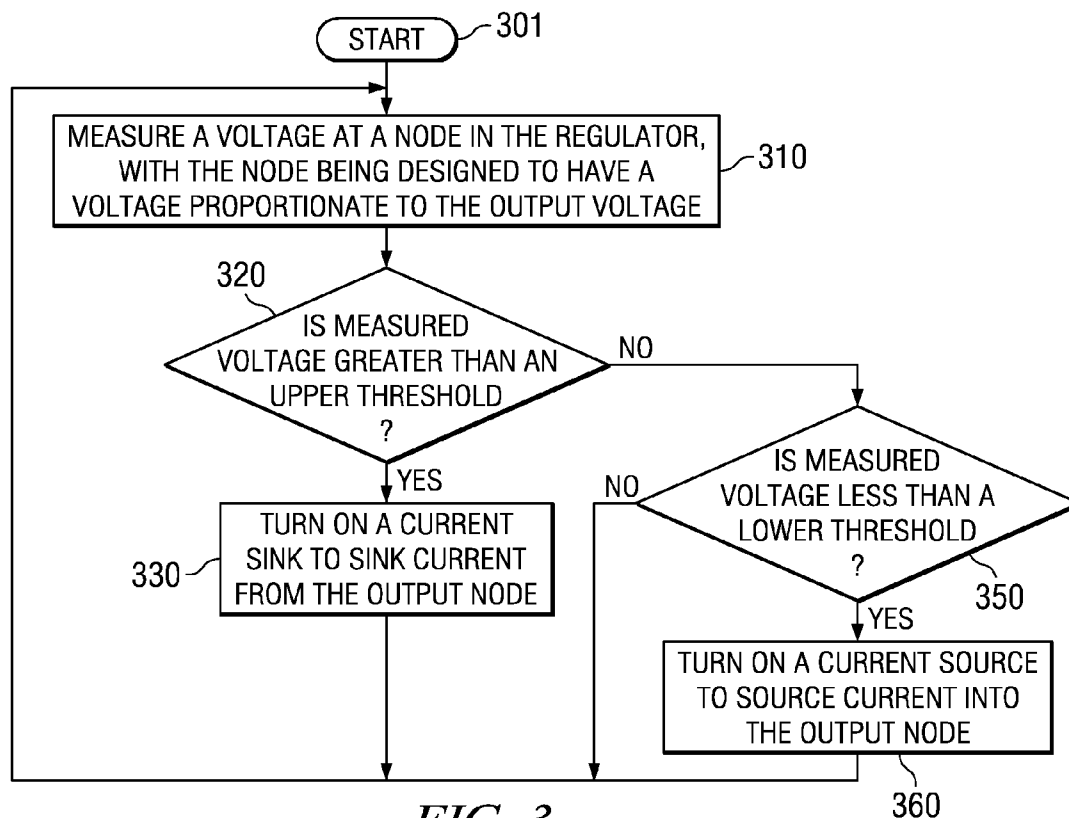 START
301
MEASURE A VOLTAGE AT A NODE IN THE REGULATOR,
WITH THE NODE BEING DESIGNED TO HAVE A
VOLTAGE PROPORTIONATE TO THE OUTPUT VOLTAGE
310
320
IS MEASURED
VOLTAGE GREATER THAN AN
UPPER THRESHOLD
?
NO
YES
TURN ON A CURRENT
SINK TO SINK CURRENT
FROM THE OUTPUT NODE
330
IS MEASURED
VOLTAGE LESS THAN A
LOWER THRESHOLD
?
NO
350
YES
TURN ON A CURRENT SOURCE
TO SOURCE CURRENT INTO
THE OUTPUT NODE
360
FIG. 3